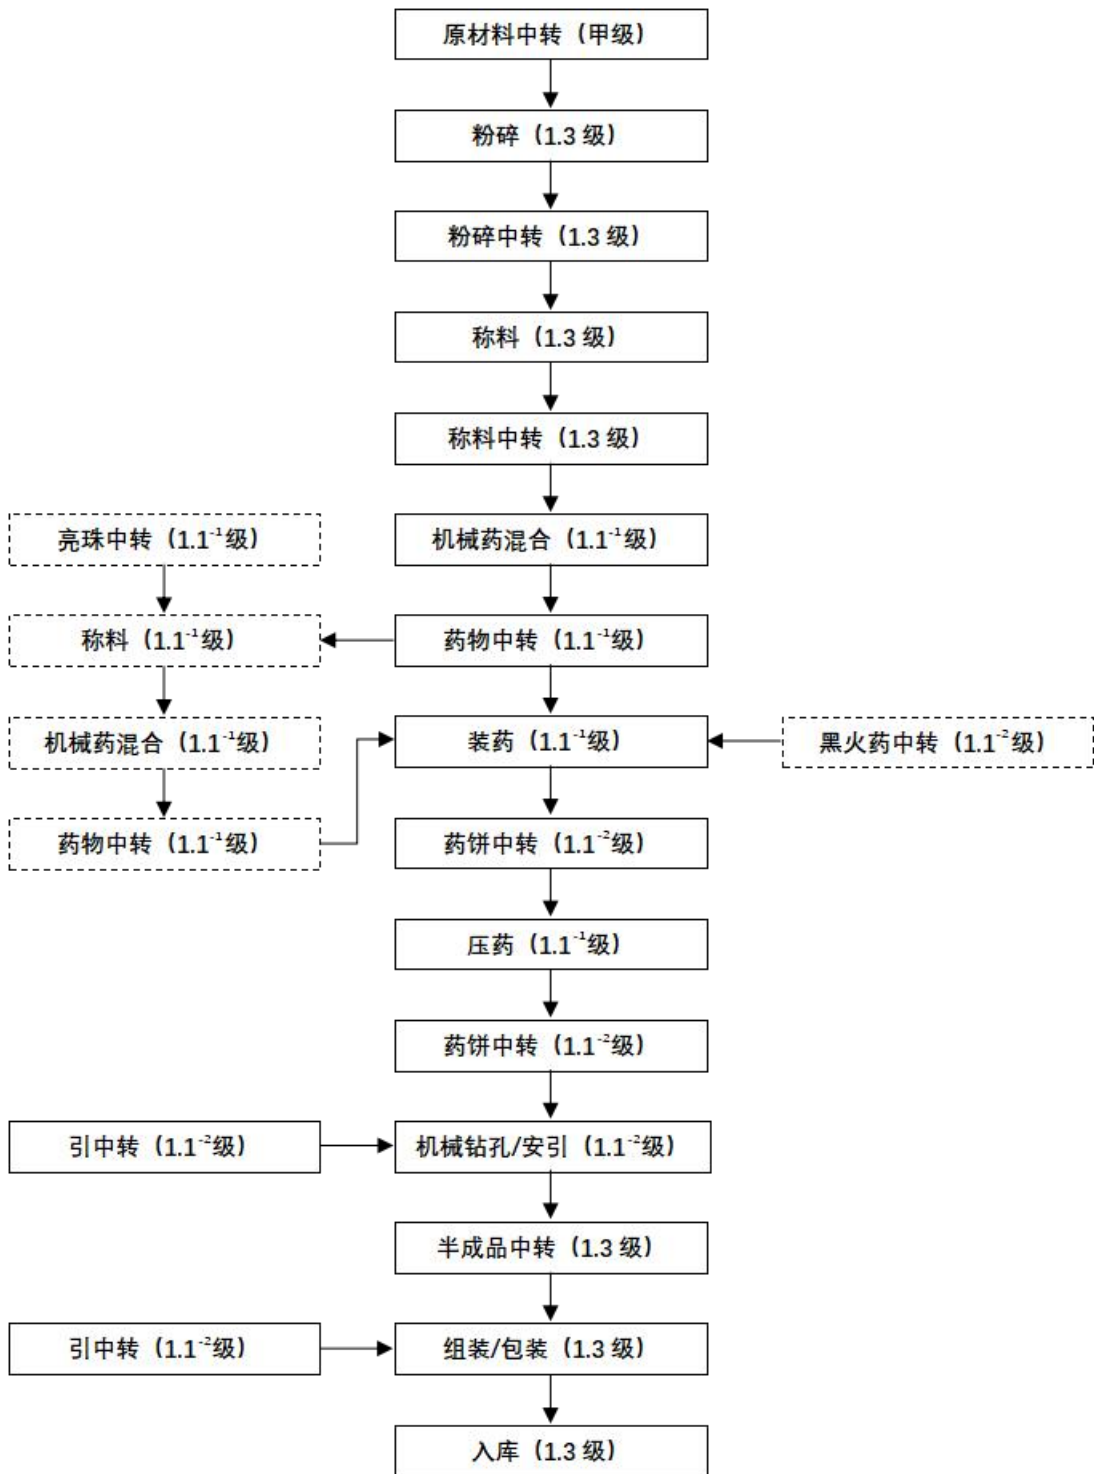 原材料中转（甲级）
粉碎（1.3 级）
粉碎中转（1.3 级）
称料（1.3 级）
称料中转（1.3 级）
亮珠中转（1.1⁻¹级）
机械药混合（1.1⁻¹级）
称料（1.1⁻¹级）
药物中转（1.1⁻¹级）
机械药混合（1.1⁻¹级）
装药（1.1⁻¹级）
黑火药中转（1.1⁻²级）
药物中转（1.1⁻¹级）
药饼中转（1.1⁻²级）
压药（1.1⁻¹级）
药饼中转（1.1⁻²级）
引中转（1.1⁻²级）
机械钻孔/安引（1.1⁻²级）
半成品中转（1.3 级）
引中转（1.1⁻²级）
组装/包装（1.3 级）
入库（1.3 级）